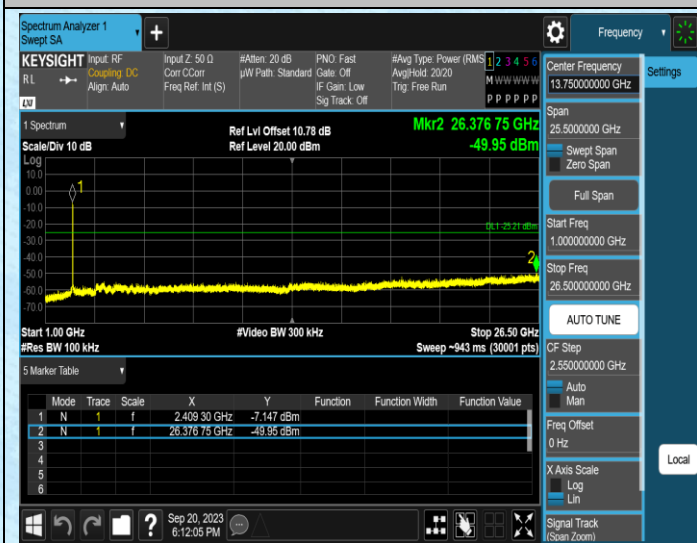 Spectrum Analyzer 1
Swept SA
Frequency
KEYSIGHT
RL
LW
Input: RF
Coupling: DC
Align: Auto
Input Z: 50 Ω
Corr CCorr
Freq Ref: Int (S)
#Atten: 20 dB
µW Path: Standard
PNO: Fast
Gate: Off
IF Gain: Low
Sig Track: Off
#Avg Type: Power (RMS
Avg|Hold: 20/20
Trig: Free Run
1 2 3 4 5 6
M W W W W W
P P P P P P
Center Frequency
13.750000000 GHz
Settings
Span
25.5000000 GHz
Swept Span
Zero Span
Full Span
Start Freq
1.000000000 GHz
Stop Freq
26.500000000 GHz
AUTO TUNE
CF Step
2.550000000 GHz
Auto
Man
Freq Offset
0 Hz
X Axis Scale
Log
Lin
Signal Track
(Span Zoom)
Local
1 Spectrum
Scale/Div 10 dB
Ref Lvl Offset 10.78 dB
Ref Level 20.00 dBm
Mkr2 26.376 75 GHz
-49.95 dBm
Log
10.0
0.00
-10.0
-20.0
-30.0
-40.0
-50.0
-60.0
-70.0
1
DL1 -25.21 dBm
2
Start 1.00 GHz
#Res BW 100 kHz
#Video BW 300 kHz
Stop 26.50 GHz
Sweep ~943 ms (30001 pts)
5 Marker Table
Mode Trace Scale X Y Function Function Width Function Value
1 N 1 f 2.409 30 GHz -7.147 dBm
2 N 1 f 26.376 75 GHz -49.95 dBm
3
4
5
6
?
Sep 20, 2023
6:12:05 PM